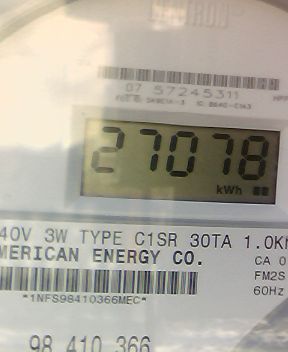 07 57245311
27078
kWh
40V 3W TYPE C1SR 30TA 1.0Kh
MERICAN ENERGY CO.
CA 0
FM2S
60Hz
*1NFS98410366MEC*
98 410 366